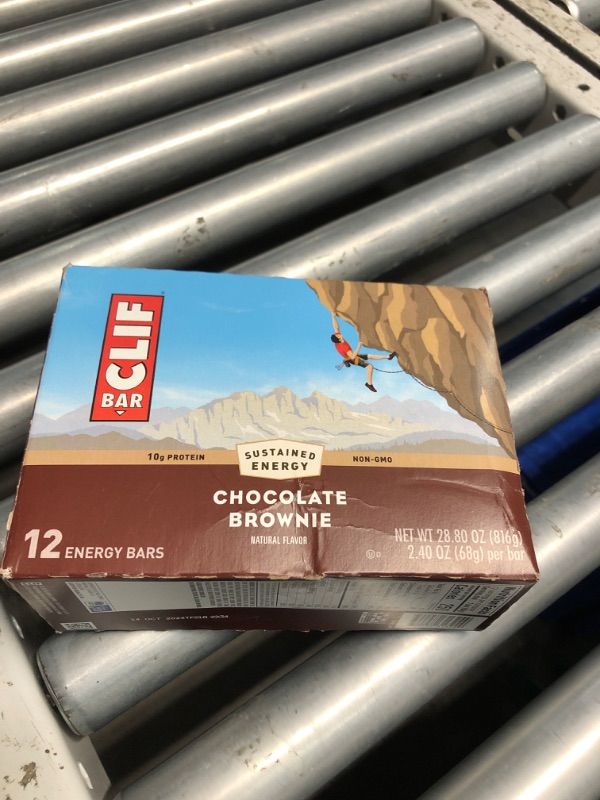 CLIF
BAR
10g PROTEIN
SUSTAINED
ENERGY
NON-GMO
CHOCOLATE
BROWNIE
NATURAL FLAVOR
12 ENERGY BARS
NET WT 28.80 OZ (816g)
2.40 OZ (68g) per bar